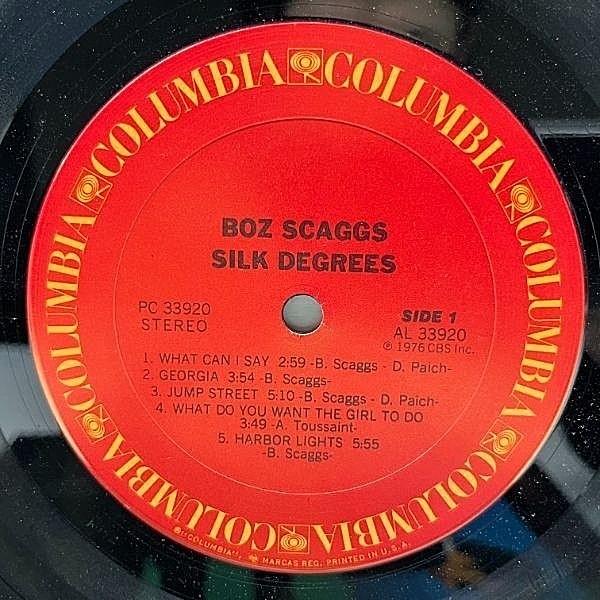 COLUMBIA COLUMBIA COLUMBIA COLUMBIA COLUMBIA COLUMBIA
BOZ SCAGGS
SILK DEGREES
PC 33920
STEREO
SIDE 1
AL 33920
℗ 1976 CBS Inc.
1. WHAT CAN I SAY 2:59 -B. Scaggs - D. Paich-
2. GEORGIA 3:54 -B. Scaggs-
3. JUMP STREET 5:10 -B. Scaggs - D. Paich-
4. WHAT DO YOU WANT THE GIRL TO DO
3:49 -A. Toussaint-
5. HARBOR LIGHTS 5:55
-B. Scaggs-
®"COLUMBIA", MARCAS REG. PRINTED IN U.S.A.